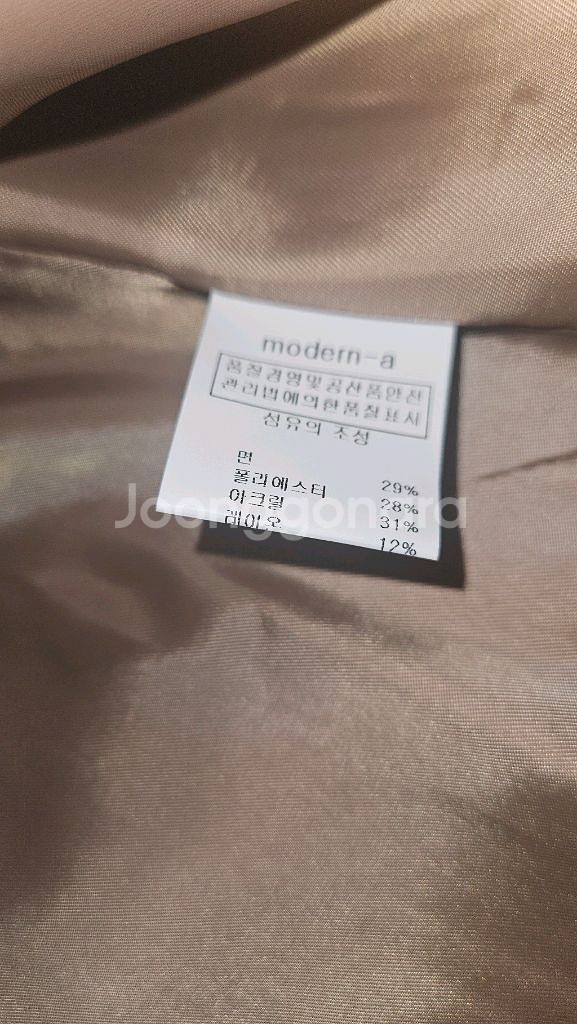 modern-a
품질경영및공산품안전
관리법에의한품질표시
섬유의 조성
면 29%
폴리에스터 28%
아크릴 31%
레이온 12%
Joonggonara